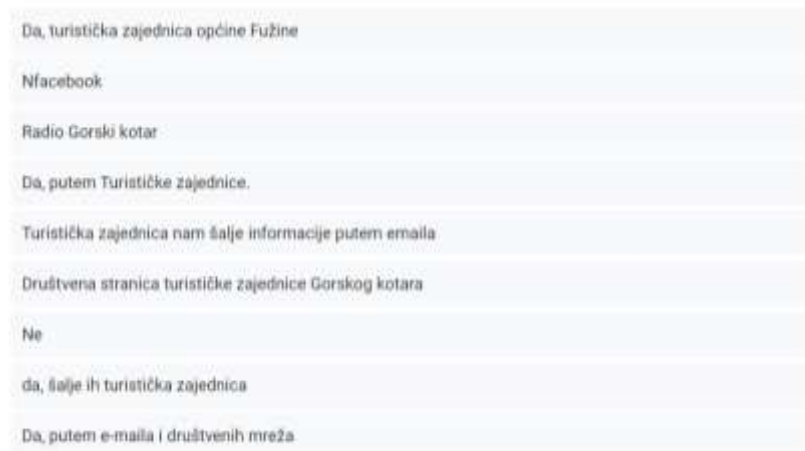 Da, turistička zajednica općine Fužine
Nfacebook
Radio Gorski kotar
Da, putem Turističke zajednice.
Turistička zajednica nam šalje informacije putem emaila
Društvena stranica turističke zajednice Gorskog kotara
Ne
da, šalje ih turistička zajednica
Da, putem e-maila i društvenih mreža